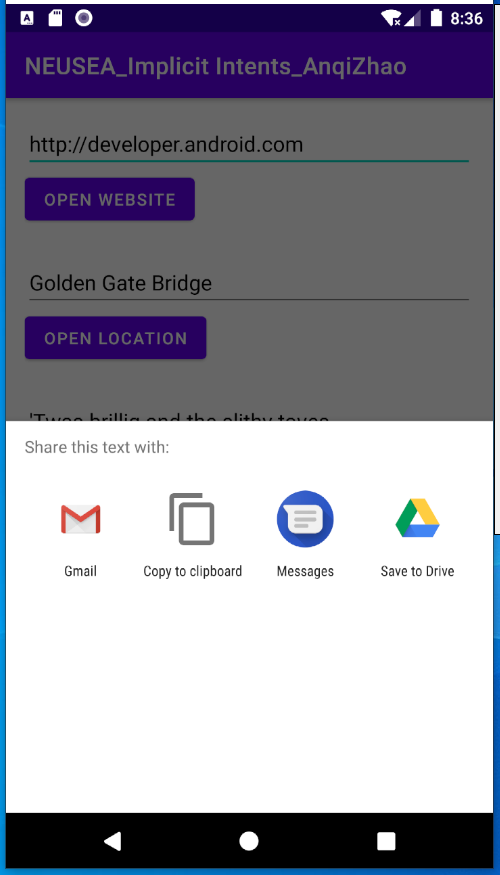 A 8:36
NEUSEA_Implicit Intents_AnqiZhao
http://developer.android.com
OPEN WEBSITE
Golden Gate Bridge
OPEN LOCATION
'Twas brillig and the slithy toves
Share this text with:
Gmail Copy to clipboard Messages Save to Drive